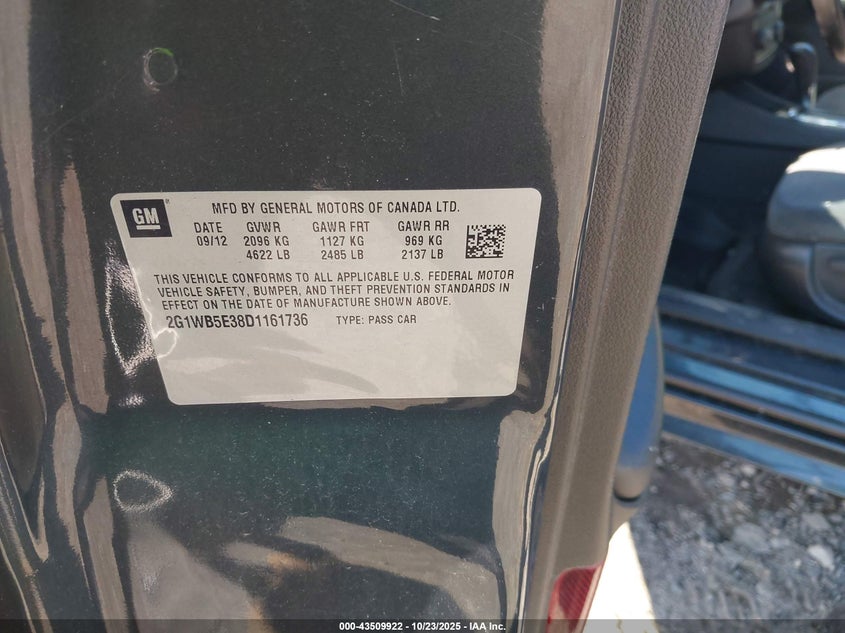 GM
MFD BY GENERAL MOTORS OF CANADA LTD.
DATE GVWR GAWR FRT GAWR RR
09/12 2096 KG 1127 KG 969 KG
4622 LB 2485 LB 2137 LB
THIS VEHICLE CONFORMS TO ALL APPLICABLE U.S. FEDERAL MOTOR
VEHICLE SAFETY, BUMPER, AND THEFT PREVENTION STANDARDS IN
EFFECT ON THE DATE OF MANUFACTURE SHOWN ABOVE.
2G1WB5E38D1161736 TYPE: PASS CAR
000-43509922 - 10/23/2025 - IAA Inc.